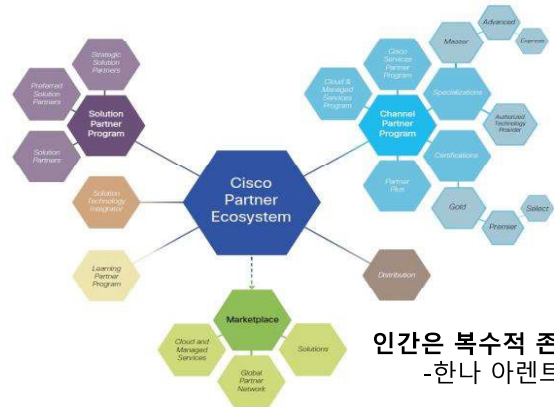 Strategic
Solution
Partners
Preferred
Solution
Partners
Solution
Partners
Solution
Partner
Program
Solution
Technology
Integrator
Learning
Partner
Program
Cisco
Partner
Ecosystem
Cloud &
Managed
Services
Program
Cisco
Services
Partner
Program
Channel
Partner
Program
Partner
Plus
Master
Advanced
Express
Specializations
Authorized
Technology
Provider
Certifications
Gold
Premier
Select
Distribution
Marketplace
Cloud and
Managed
Services
Global
Partner
Network
Solutions
인간은 복수적 존
-한나 아렌트